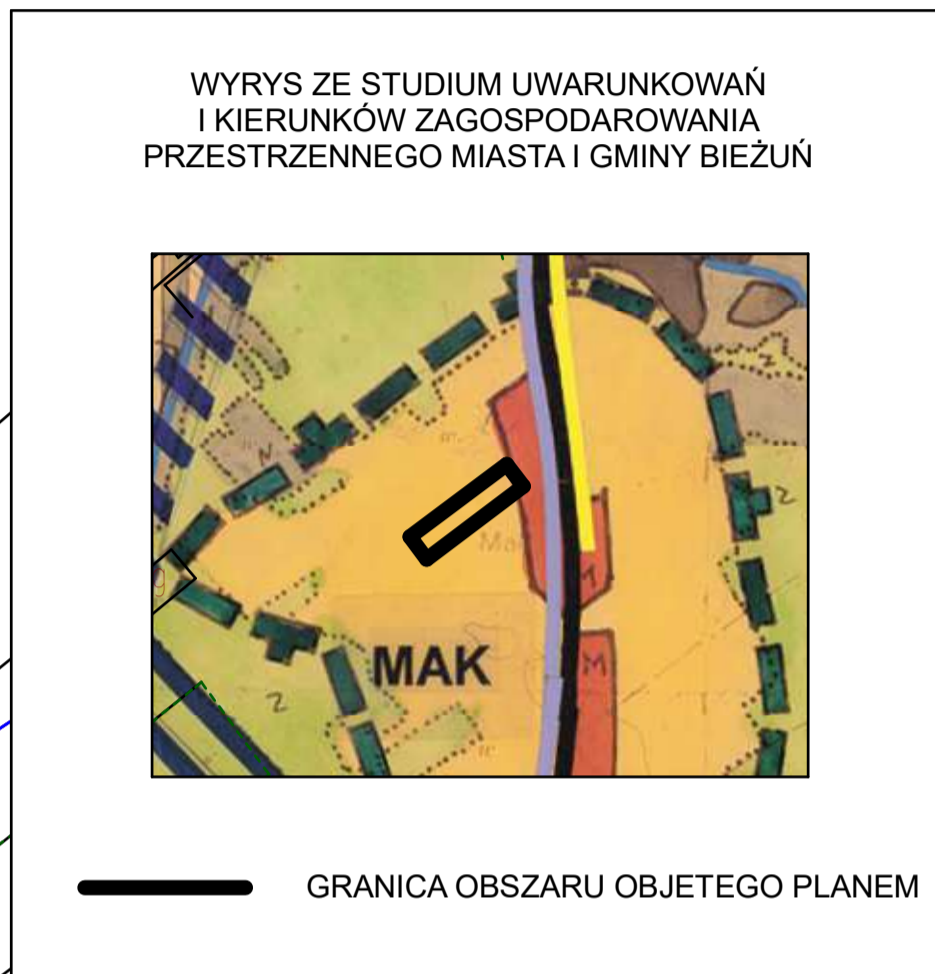 WYRYS ZE STUDIUM UWARUNKOWAŃ
I KIERUNKÓW ZAGOSPODAROWANIA
PRZESTRZENNEGO MIASTA I GMINY BIEŻUŃ
N
Z
Z
M
MAK
M
Z
GRANICA OBSZARU OBJETEGO PLANEM